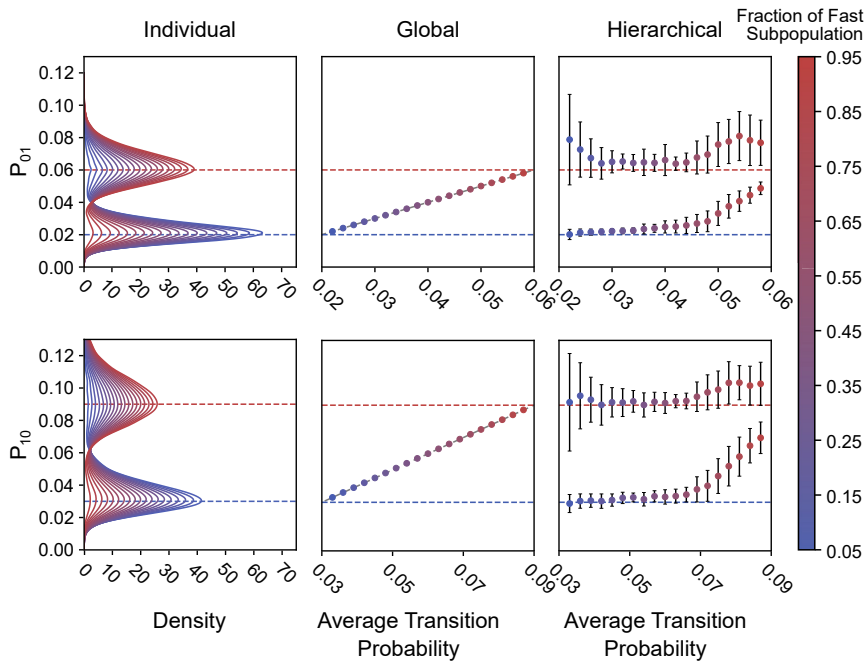 Fraction of Fast
Subpopulation
Individual
Global
Hierarchical
P01
0.12
0.10
0.08
0.06
0.04
0.02
0.00
0 10 20 30 40 50 60 70
0.02 0.03 0.04 0.05 0.06
0.02 0.03 0.04 0.05 0.06
P10
0.12
0.10
0.08
0.06
0.04
0.02
0.00
0 10 20 30 40 50 60 70
0.03 0.05 0.07 0.09
0.03 0.05 0.07 0.09
Density
Average Transition
Probability
Average Transition
Probability
0.95
0.85
0.75
0.65
0.55
0.45
0.35
0.25
0.15
0.05